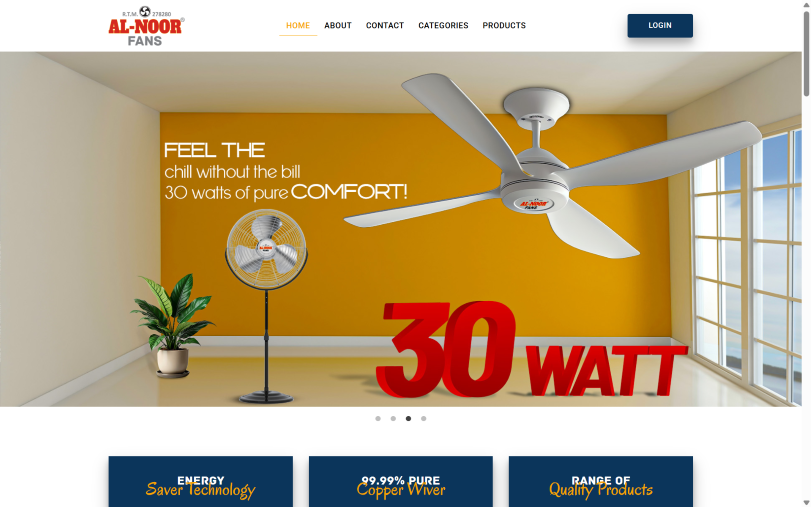 R.T.M. 278280
AL-NOOR
FANS
HOME ABOUT CONTACT CATEGORIES PRODUCTS
LOGIN
FEEL THE
chill without the bill
30 watts of pure COMFORT!
AL-NOOR
FANS
AL-NOOR
30 WATT
ENERGY
Saver Technology
99.99% PURE
Copper Wiver
RANGE OF
Quality Products